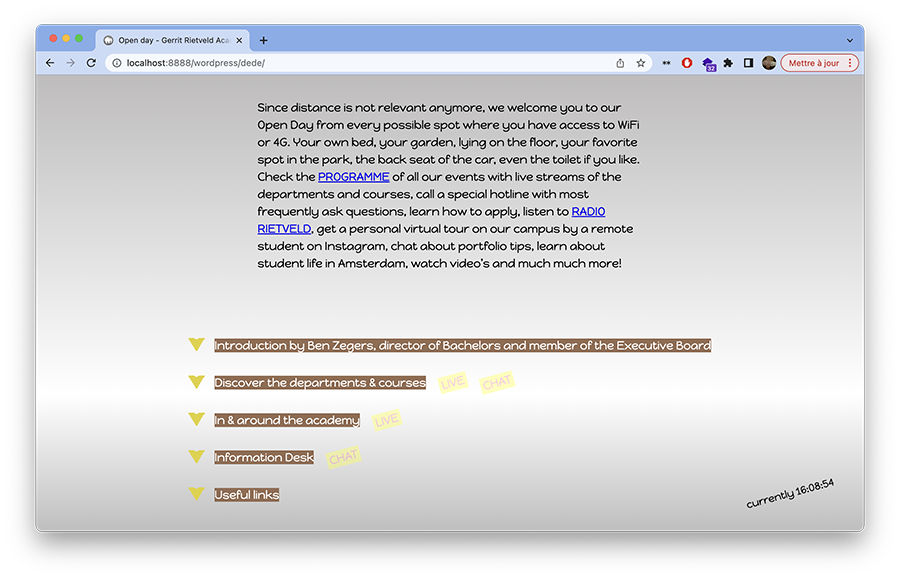 Open day - Gerrit Rietveld Aca
localhost:8888/wordpress/dede/
32
Mettre à jour
Since distance is not relevant anymore, we welcome you to our
Open Day from every possible spot where you have access to WiFi
or 4G. Your own bed, your garden, lying on the floor, your favorite
spot in the park, the back seat of the car, even the toilet if you like.
Check the PROGRAMME of all our events with live streams of the
departments and courses, call a special hotline with most
frequently ask questions, learn how to apply, listen to RADIO
RIETVELD, get a personal virtual tour on our campus by a remote
student on Instagram, chat about portfolio tips, learn about
student life in Amsterdam, watch video's and much much more!
Introduction by Ben Zegers, director of Bachelors and member of the Executive Board
Discover the departments & courses LIVE CHAT
In & around the academy LIVE
Information Desk CHAT
Useful links
currently 16:08:54